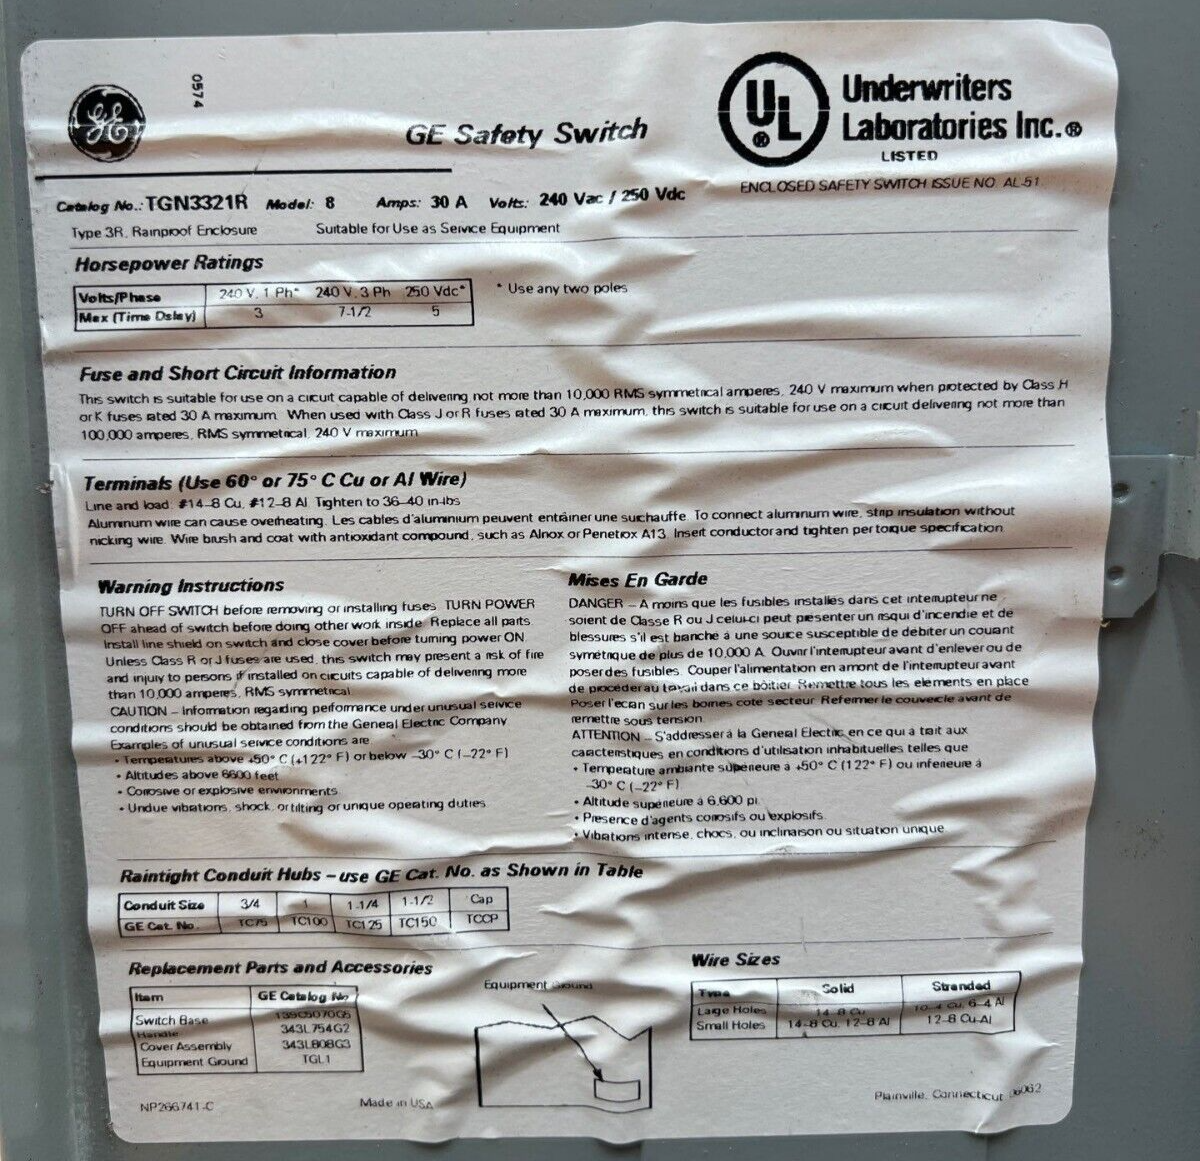 GE
0574
GE Safety Switch
UL
Underwriters
Laboratories Inc.®
LISTED
ENCLOSED SAFETY SWITCH ISSUE NO. AL-51
Catalog No.: TGN3321R Model: 8 Amps: 30 A Volts: 240 Vac / 250 Vdc
Type 3R, Rainproof Enclosure Suitable for Use as Service Equipment
Horsepower Ratings
Volts/Phase 240 V, 1 Ph* 240 V, 3 Ph 250 Vdc*
Max (Time Delay) 3 7-1/2 5
* Use any two poles
Fuse and Short Circuit Information
This switch is suitable for use on a circuit capable of delivering not more than 10,000 RMS symmetrical amperes, 240 V maximum when protected by Class H
or K fuses rated 30 A maximum. When used with Class J or R fuses rated 30 A maximum, this switch is suitable for use on a circuit delivering not more than
100,000 amperes, RMS symmetrical, 240 V maximum.
Terminals (Use 60° or 75° C Cu or Al Wire)
Line and load: #14–8 Cu, #12–8 Al. Tighten to 36–40 in-lbs
Aluminum wire can cause overheating. Les cables d'aluminium peuvent entrâiner une surchauffe. To connect aluminum wire, strip insulation without
nicking wire. Wire brush and coat with antioxidant compound, such as Alnox or Penetrox A13. Insert conductor and tighten per torque specification.
Warning Instructions
TURN OFF SWITCH before removing or installing fuses. TURN POWER
OFF ahead of switch before doing other work inside. Replace all parts.
Install line shield on switch and close cover before turning power ON.
Unless Class R or J fuses are used, this switch may present a risk of fire
and injury to persons if installed on circuits capable of delivering more
than 10,000 amperes, RMS symmetrical.
CAUTION – Information regarding performance under unusual service
conditions should be obtained from the General Electric Company
Examples of unusual service conditions are:
• Temperatures above +50° C (+122° F) or below –30° C (–22° F)
• Altitudes above 6600 feet
• Corrosive or explosive environments
• Undue vibrations, shock, or tilting or unique operating duties.
Mises En Garde
DANGER – A moins que les fusibles installés dans cet interrupteur ne
soient de Classe R ou J celui-ci peut présenter un risqui d'incendie et de
blessures s'il est branché á une source susceptible de débiter un couant
symétrique de plus de 10,000 A. Ouvrir l'interrupteur avant d'enlever ou de
poser des fusibles. Couper l'alimentation en amont de l'interrupteur avant
de procéder au travail dans ce bôitier. Remettre tous les élements en place
Poser l'ecran sur les bornes coté secteur. Refermer le couvercle avant de
remettre sous tension.
ATTENTION – S'addresser à la General Electric en ce qui a trait aux
caractenstiques en conditions d'utilisation inhabituelles telles que
• Température ambiante supérieure à +50° C (122° F) ou inférieure à
–30° C (–22° F)
• Altitude supérieure á 6,600 pi.
• Présence d'agents corrosifs ou explosifs.
• Vibrations intense, chocs, ou inclinaison ou situation unique.
Raintight Conduit Hubs – use GE Cat. No. as Shown in Table
Conduit Size 3/4 1 1-1/4 1-1/2 Cap
GE Cat. No. TC75 TC100 TC125 TC150 TCCP
Replacement Parts and Accessories
Item GE Catalog No
Switch Base 139C5070G5
Handle 343L754G2
Cover Assembly 343L808G3
Equipment Ground TGL1
Equipment Ground
Wire Sizes
Type Solid Stranded
Large Holes 14–8 Cu 10–4 Cu, 6–4 Al
Small Holes 14–8 Cu, 12–8 Al 12–8 Cu-Al
NP266741-C
Made in USA
Plainville, Connecticut 06062